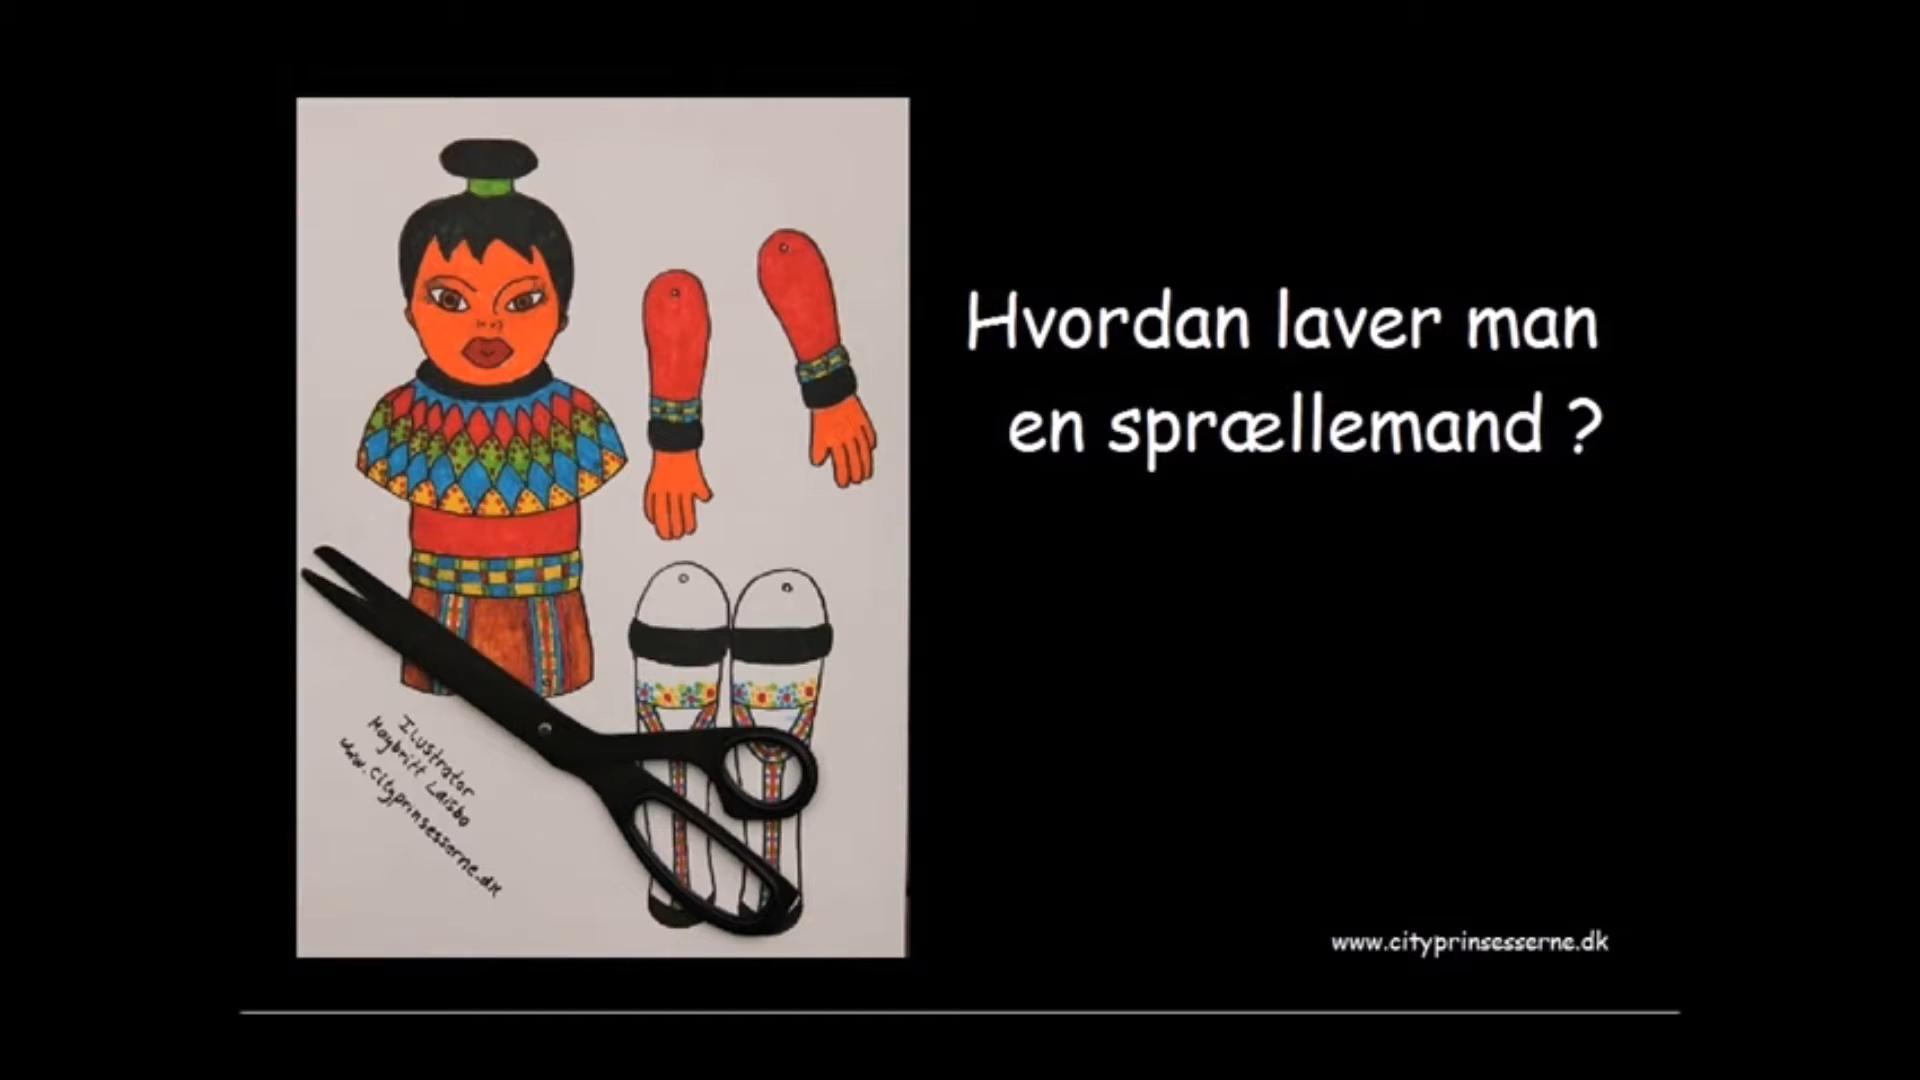 Hvordan laver man
en sprællemand ?
Ilustrator
Maybritt Laisbo
www.cityprinsesserne.dk
www.cityprinsesserne.dk